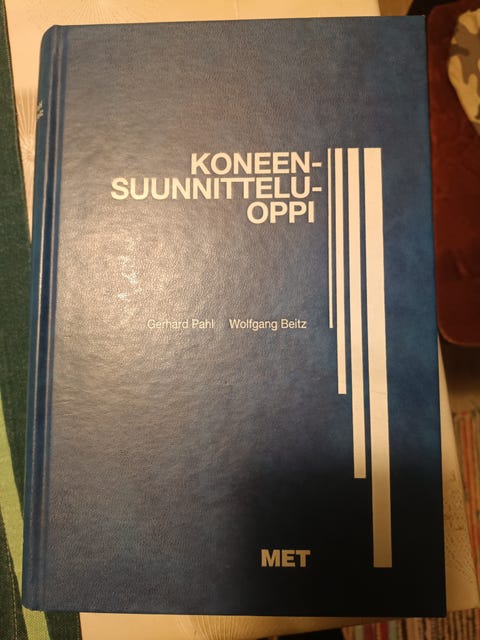 KONEEN-
SUUNNITTELU-
OPPI
Gerhard Pahl Wolfgang Beitz
MET